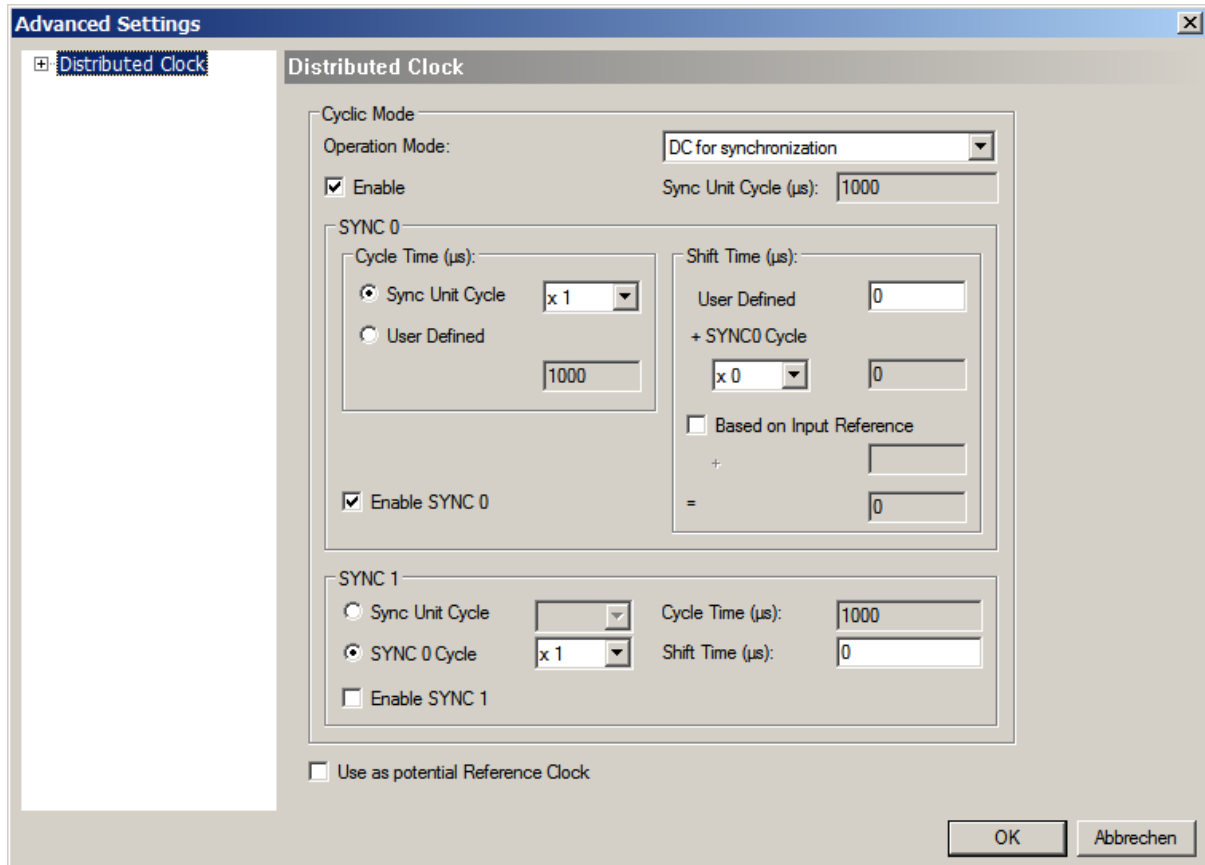 Advanced Settings
Distributed Clock
Distributed Clock
Cyclic Mode
Operation Mode: DC for synchronization
Enable Sync Unit Cycle (µs): 1000
SYNC 0
Cycle Time (µs): Shift Time (µs):
Sync Unit Cycle x 1 User Defined 0
User Defined + SYNC0 Cycle
1000 x 0 0
Based on Input Reference
+
Enable SYNC 0 = 0
SYNC 1
Sync Unit Cycle Cycle Time (µs): 1000
SYNC 0 Cycle x 1 Shift Time (µs): 0
Enable SYNC 1
Use as potential Reference Clock
OK Abbrechen